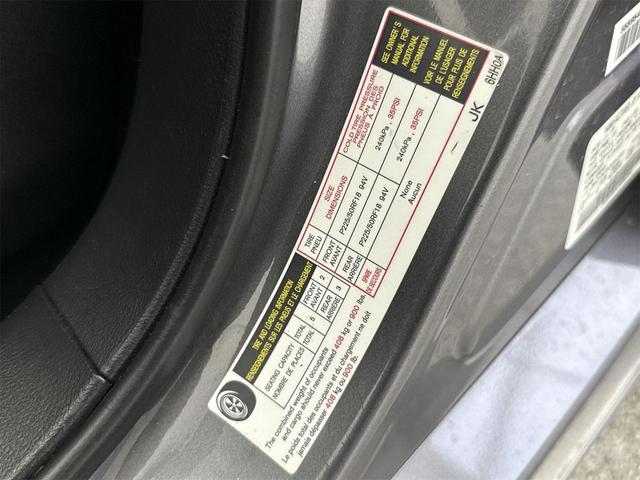 TIRE AND LOADING INFORMATION
RENSEIGNEMENTS SUR LES PNEUS ET LE CHARGEMENT
SEATING CAPACITY TOTAL 5 FRONT 2 REAR 3
NOMBRE DE PLACES TOTAL AVANT ARRIÈRE
The combined weight of occupants
and cargo should never exceed 408 kg or 900 lbs.
Le poids total des occupants et du chargement ne doit
jamais dépasser 408 kg ou 900 lb.
TIRE SIZE COLD TIRE PRESSURE
PNEU DIMENSIONS PRESSION DES
PNEUS À FROID
FRONT P225/50RF18 94V 240kPa, 35PSI
AVANT
REAR P225/50RF18 94V 240kPa, 35PSI
ARRIÈRE
SPARE None
DE SECOURS Aucun
SEE OWNER'S
MANUAL FOR
ADDITIONAL
INFORMATION
VOIR LE MANUEL
DE L'USAGER
POUR PLUS DE
RENSEIGNEMENTS
JK 6HH0A